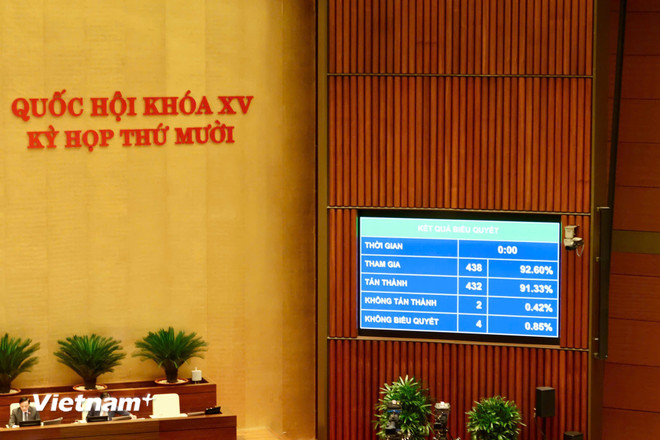 QUỐC HỘI KHÓA XV
KỲ HỌP THỨ MƯỜI
KẾT QUẢ BIỂU QUYẾT
THỜI GIAN 0:00
THAM GIA 438 92.60%
TÁN THÀNH 432 91.33%
KHÔNG TÁN THÀNH 2 0.42%
KHÔNG BIỂU QUYẾT 4 0.85%
Vietnam+